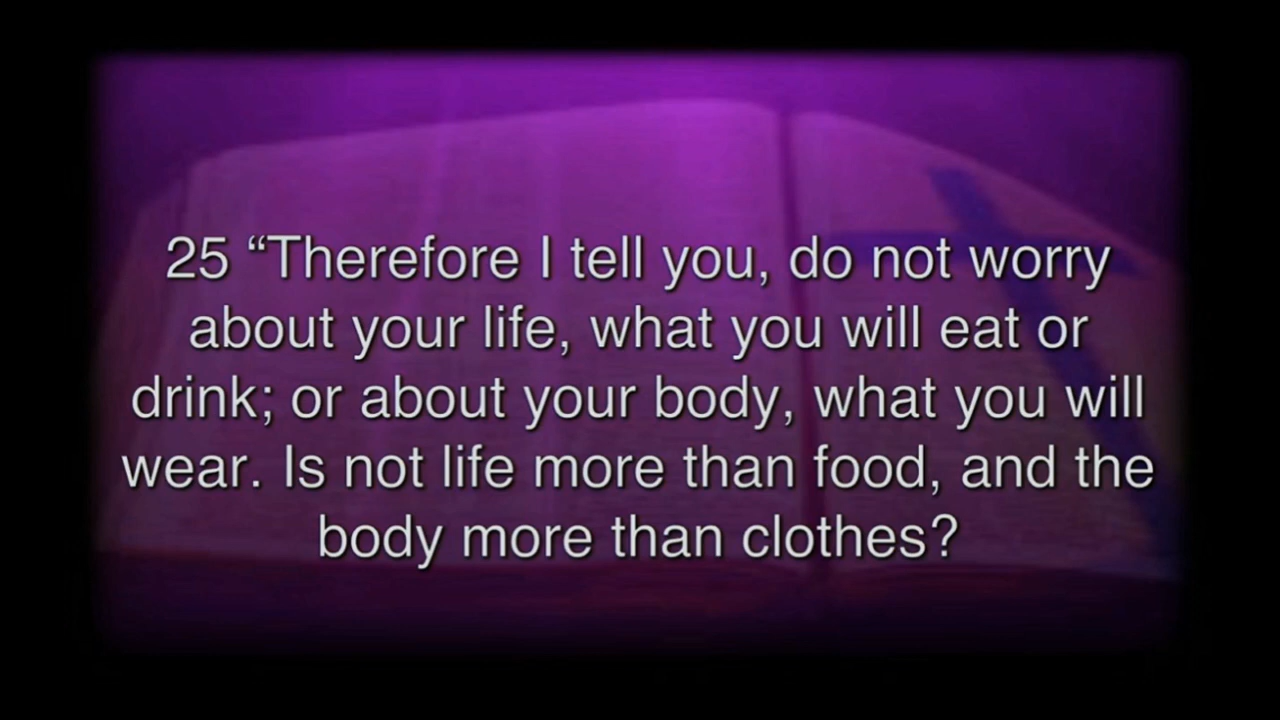 25 “Therefore I tell you, do not worry
about your life, what you will eat or
drink; or about your body, what you will
wear. Is not life more than food, and the
body more than clothes?